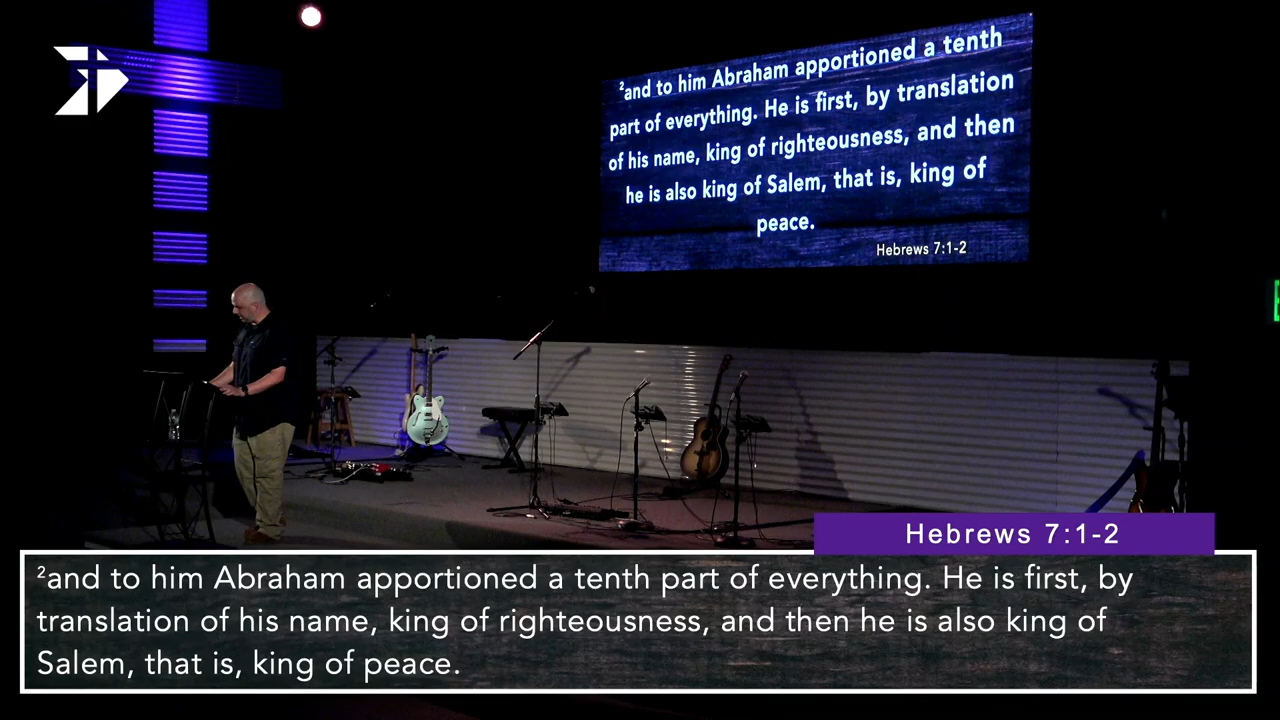 ²and to him Abraham apportioned a tenth
part of everything. He is first, by translation
of his name, king of righteousness, and then
he is also king of Salem, that is, king of
peace.
Hebrews 7:1-2
Hebrews 7:1-2
²and to him Abraham apportioned a tenth part of everything. He is first, by
translation of his name, king of righteousness, and then he is also king of
Salem, that is, king of peace.